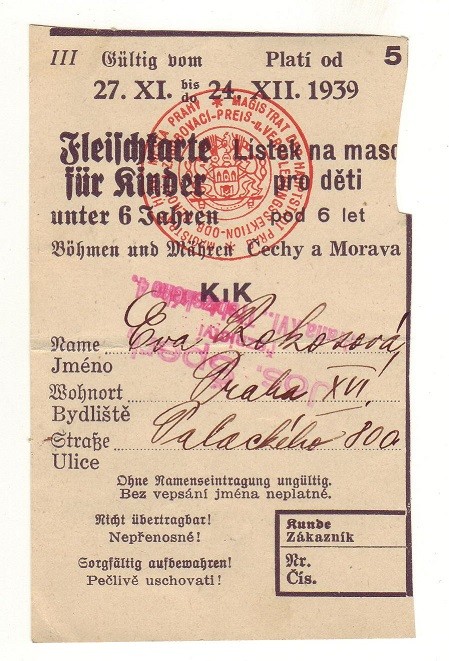 III Gültig vom Platí od 5
27. XI. bis do 24. XII. 1939
Fleischkarte Lístek na maso
für Kinder pro děti
unter 6 Jahren pod 6 let
Böhmen und Mähren Čechy a Morava
KiK
Name Eva Rokosová
Jméno
Wohnort Praha XVI
Bydliště
Straße Palackého 800
Ulice
Ohne Namenseintragung ungültig.
Bez vepsání jména neplatné.
Nicht übertragbar!
Nepřenosné!
Sorgfältig aufbewahren!
Pečlivě uschovati!
Kunde
Zákazník
Nr.
Čís.